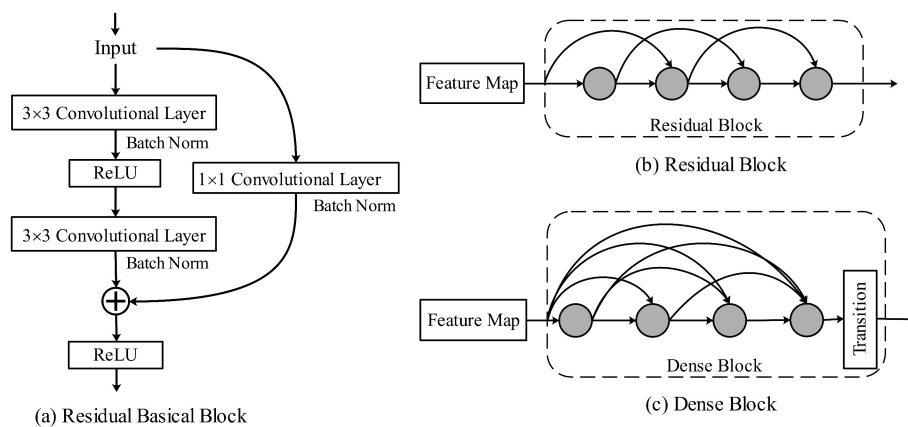 Input
3×3 Convolutional Layer
Batch Norm
ReLU
3×3 Convolutional Layer
Batch Norm
1×1 Convolutional Layer
Batch Norm
ReLU
(a) Residual Basical Block
Feature Map
Residual Block
(b) Residual Block
Feature Map
Transition
Dense Block
(c) Dense Block